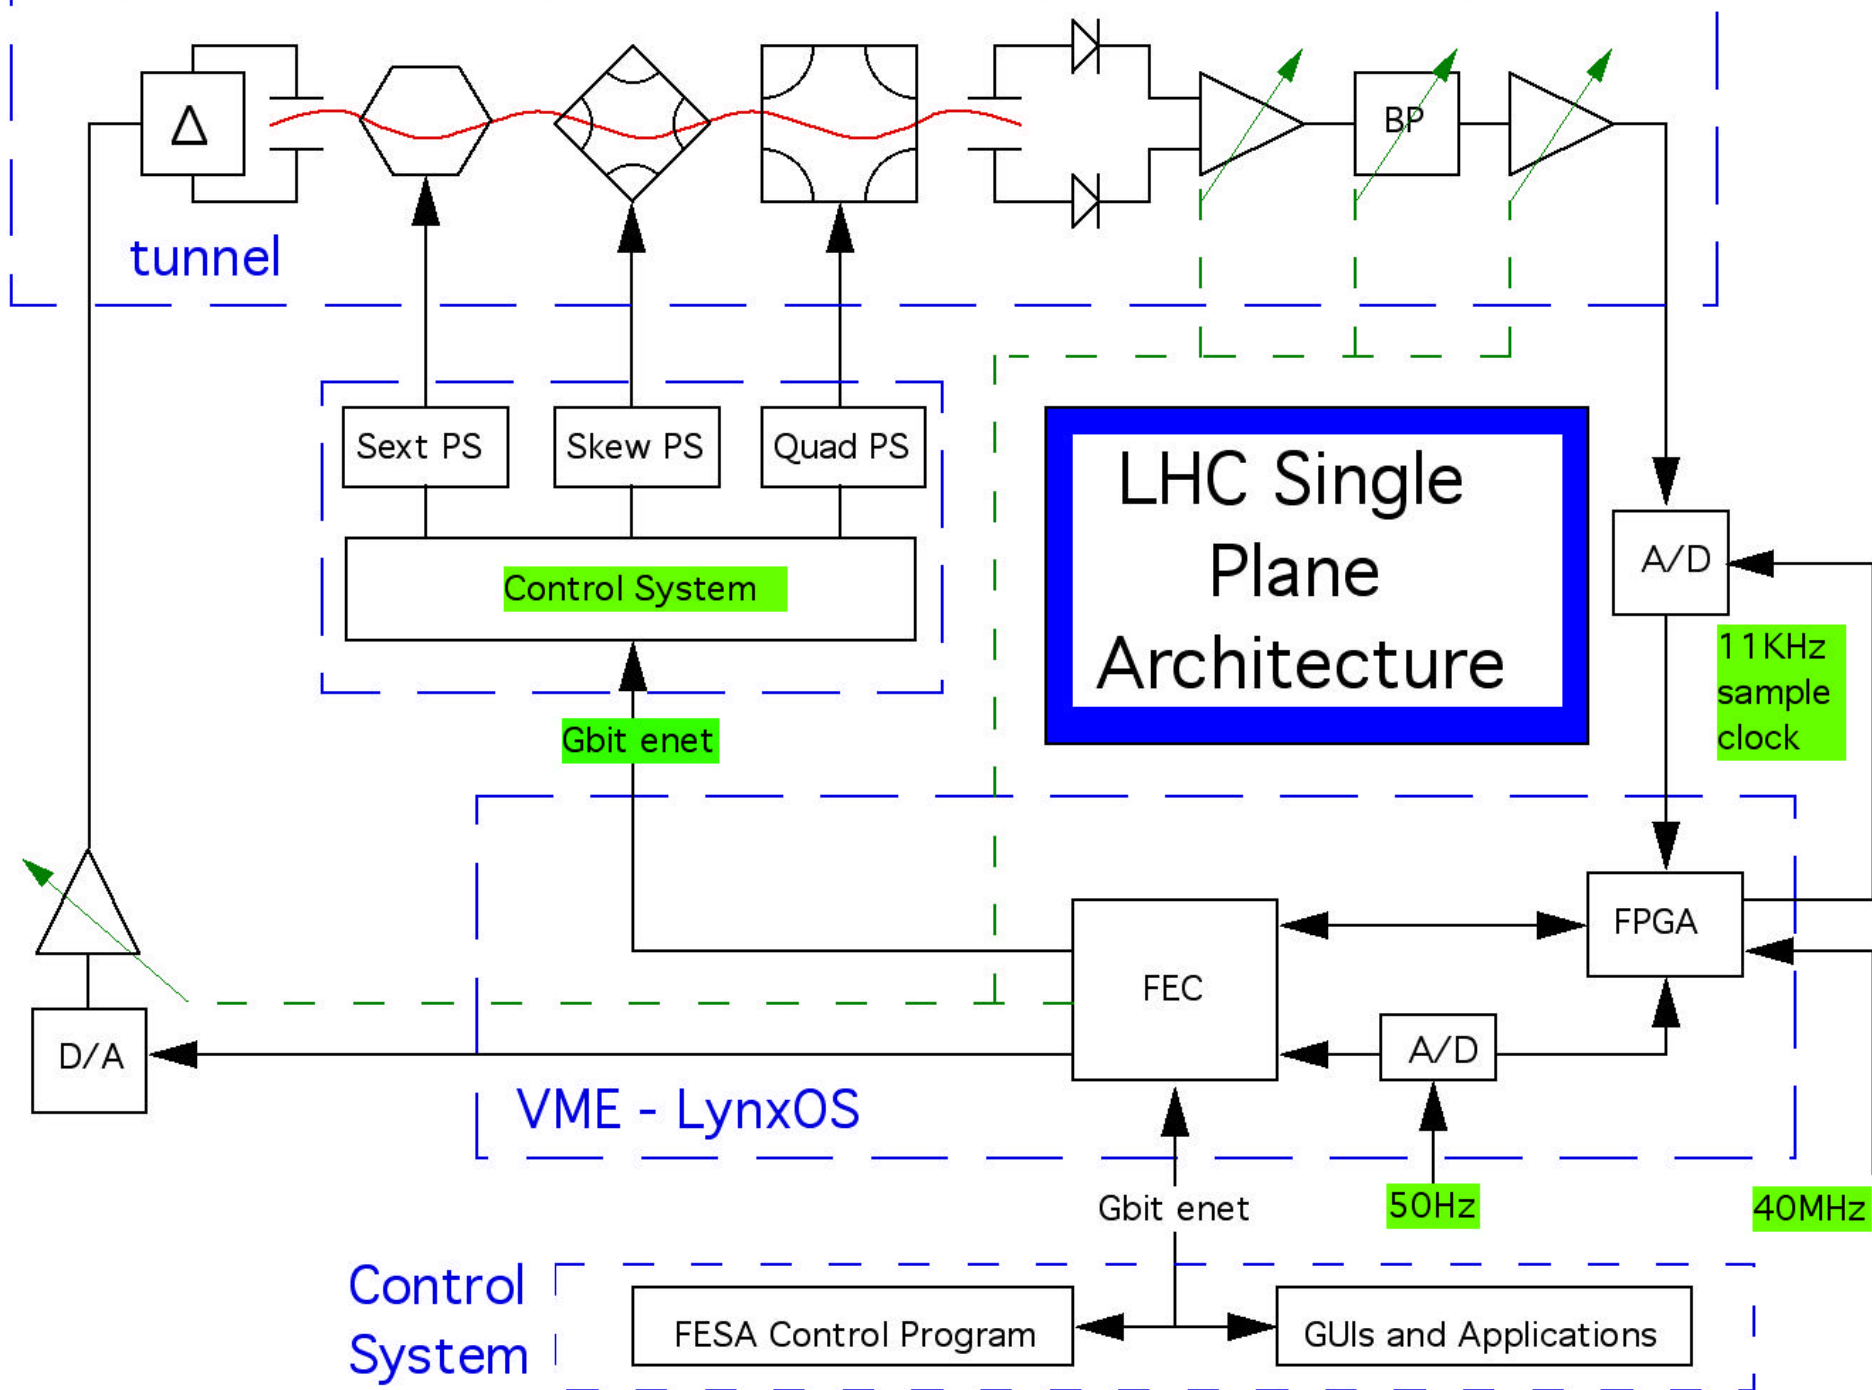 Δ
BP
tunnel
Sext PS
Skew PS
Quad PS
LHC Single
Plane
Architecture
Control System
A/D
11KHz
sample
clock
Gbit enet
FPGA
FEC
A/D
D/A
VME - LynxOS
Gbit enet
50Hz
40MHz
Control
System
FESA Control Program
GUIs and Applications